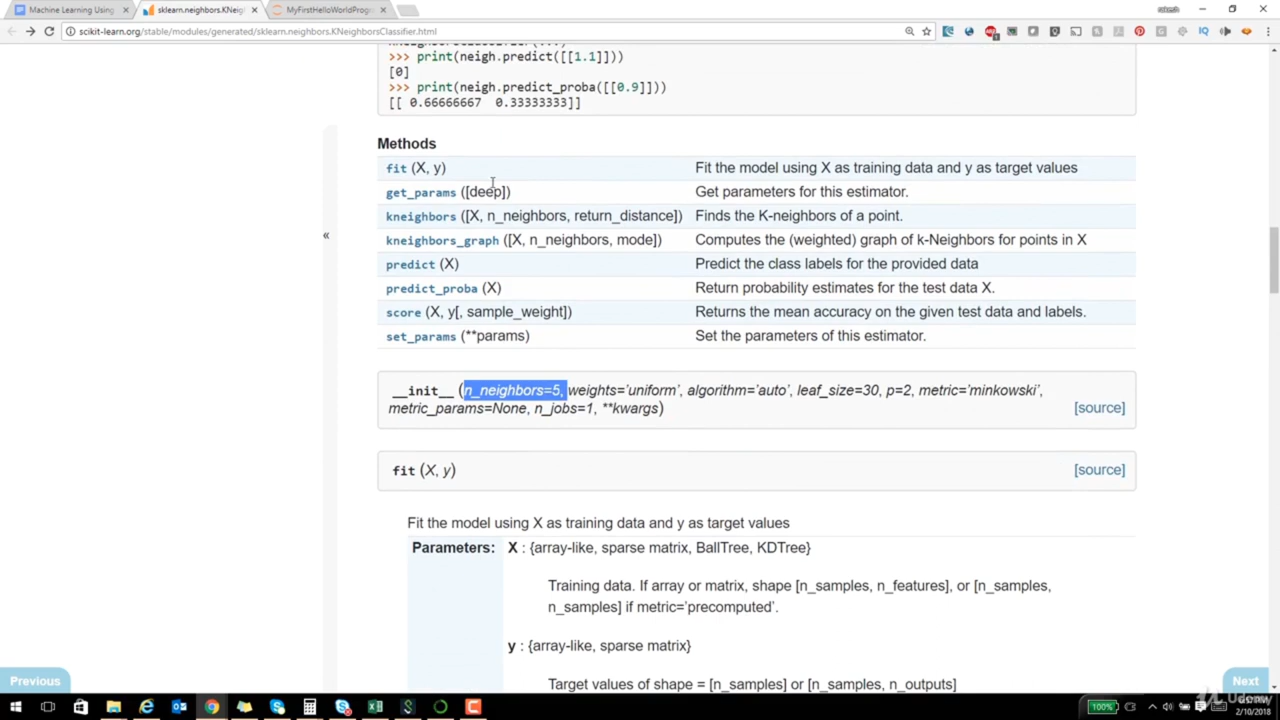 Machine Learning Using
sklearn.neighbors.KNeigh
MyFirstHelloWorldProgr
rakesh
scikit-learn.org/stable/modules/generated/sklearn.neighbors.KNeighborsClassifier.html
>>> print(neigh.predict([[1.1]]))
[0]
>>> print(neigh.predict_proba([[0.9]]))
[[ 0.66666667 0.33333333]]
Methods
fit (X, y) Fit the model using X as training data and y as target values
get_params ([deep]) Get parameters for this estimator.
kneighbors ([X, n_neighbors, return_distance]) Finds the K-neighbors of a point.
kneighbors_graph ([X, n_neighbors, mode]) Computes the (weighted) graph of k-Neighbors for points in X
predict (X) Predict the class labels for the provided data
predict_proba (X) Return probability estimates for the test data X.
score (X, y[, sample_weight]) Returns the mean accuracy on the given test data and labels.
set_params (**params) Set the parameters of this estimator.
«
__init__ (n_neighbors=5, weights='uniform', algorithm='auto', leaf_size=30, p=2, metric='minkowski',
metric_params=None, n_jobs=1, **kwargs) [source]
fit (X, y) [source]
Fit the model using X as training data and y as target values
Parameters: X : {array-like, sparse matrix, BallTree, KDTree}
Training data. If array or matrix, shape [n_samples, n_features], or [n_samples,
n_samples] if metric='precomputed'.
y : {array-like, sparse matrix}
Target values of shape = [n_samples] or [n_samples, n_outputs]
Previous
Next
100%
Udemy
2/10/2018